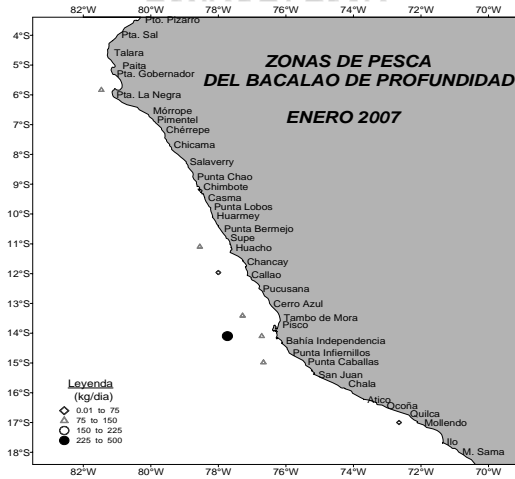 82°W 80°W 78°W 76°W 74°W 72°W 70°W
Pto. Pizarro
4°S
Pta. Sal
Talara
5°S
Paita
Pta. Gobernador
6°S
Pta. La Negra
ZONAS DE PESCA
DEL BACALAO DE PROFUNDIDAD
ENERO 2007
Mórrope
7°S
Pimentel
Chérrepe
Chicama
8°S
Salaverry
Punta Chao
9°S
Chimbote
Casma
Punta Lobos
10°S
Huarmey
Punta Bermejo
Supe
11°S
Huacho
Chancay
12°S
Callao
Pucusana
13°S
Cerro Azul
Tambo de Mora
Pisco
14°S
Bahía Independencia
Punta Infiernillos
15°S
Punta Caballas
San Juan
Chala
16°S
Atico
Ocoña
Quilca
17°S
Mollendo
Ilo
18°S
M. Sama
Leyenda
(kg/dia)
0.01 to 75
75 to 150
150 to 225
225 to 500
82°W 80°W 78°W 76°W 74°W 72°W 70°W